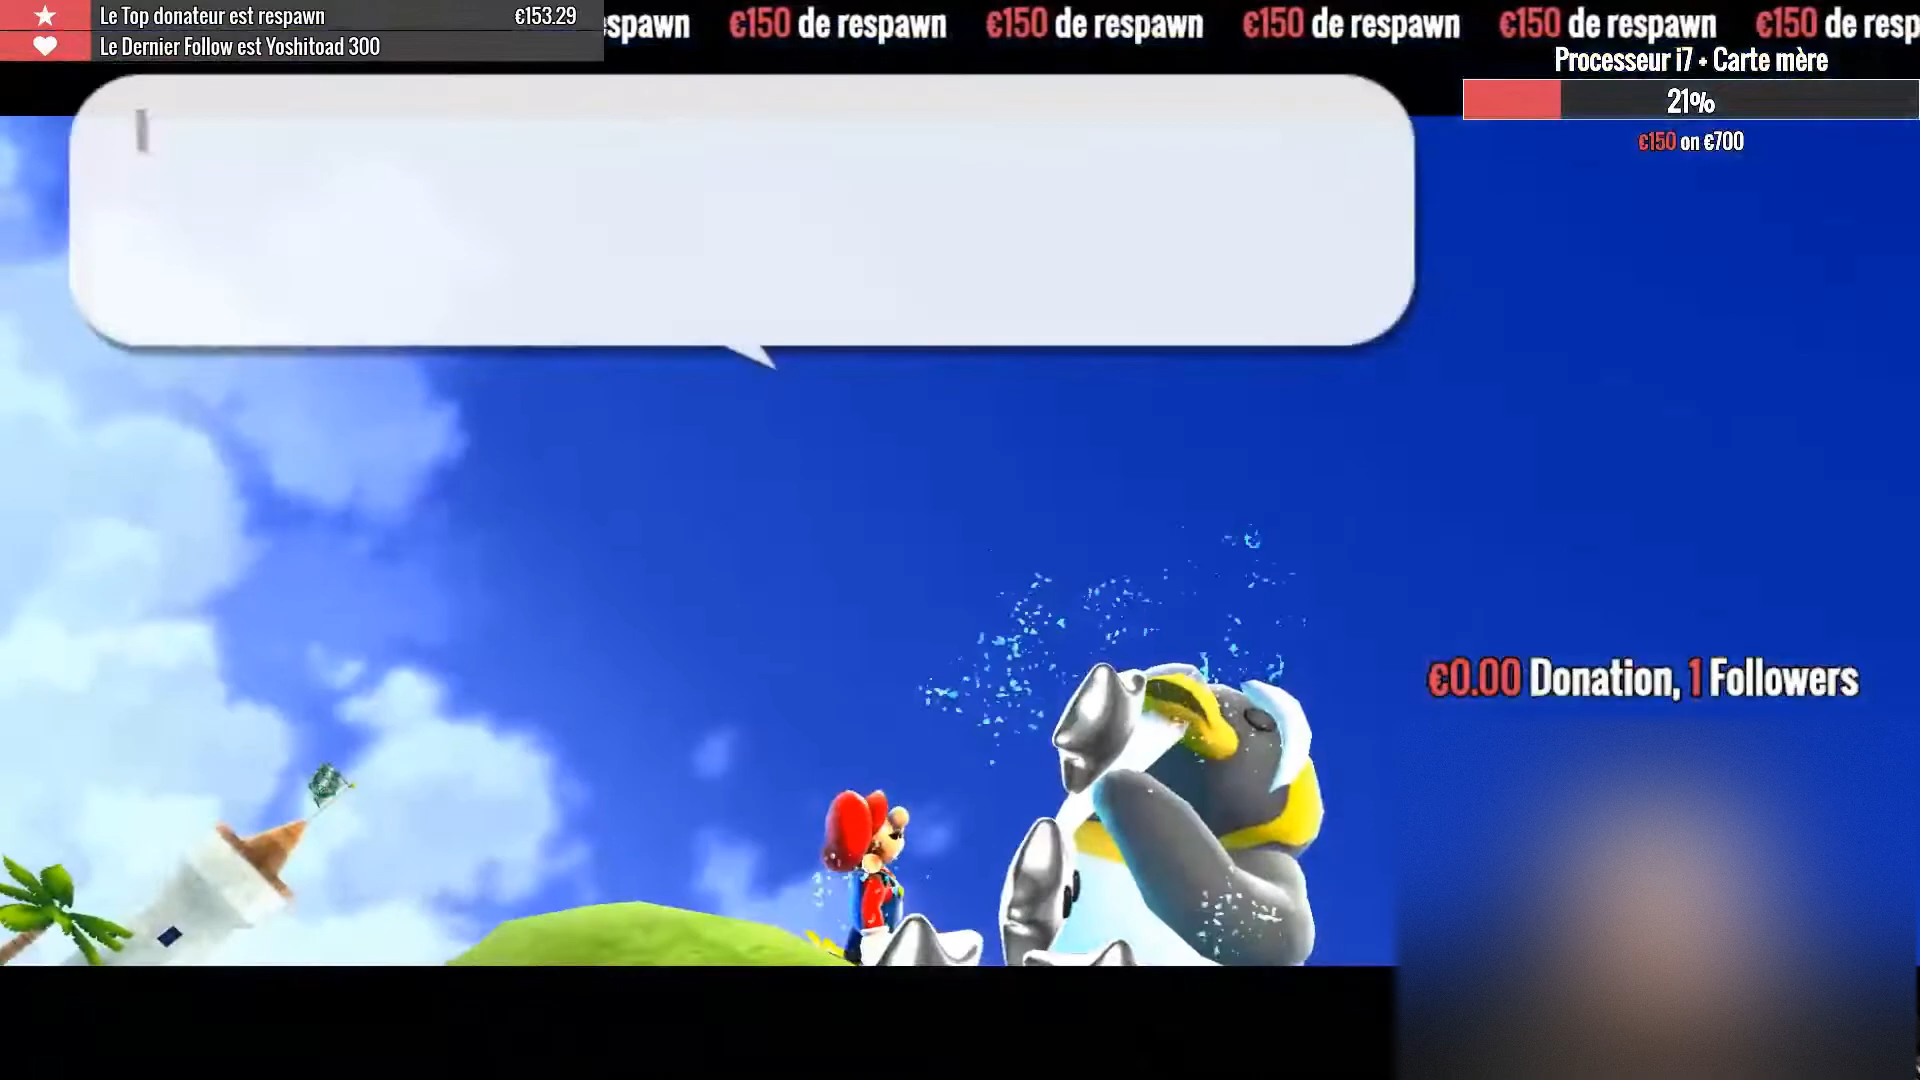 Le Top donateur est respawn €153.29
Le Dernier Follow est Yoshitoad 300
spawn €150 de respawn €150 de respawn €150 de respawn €150 de respawn €150 de resp
Processeur i7 + Carte mère
21%
€150 on €700
€0.00 Donation, 1 Followers